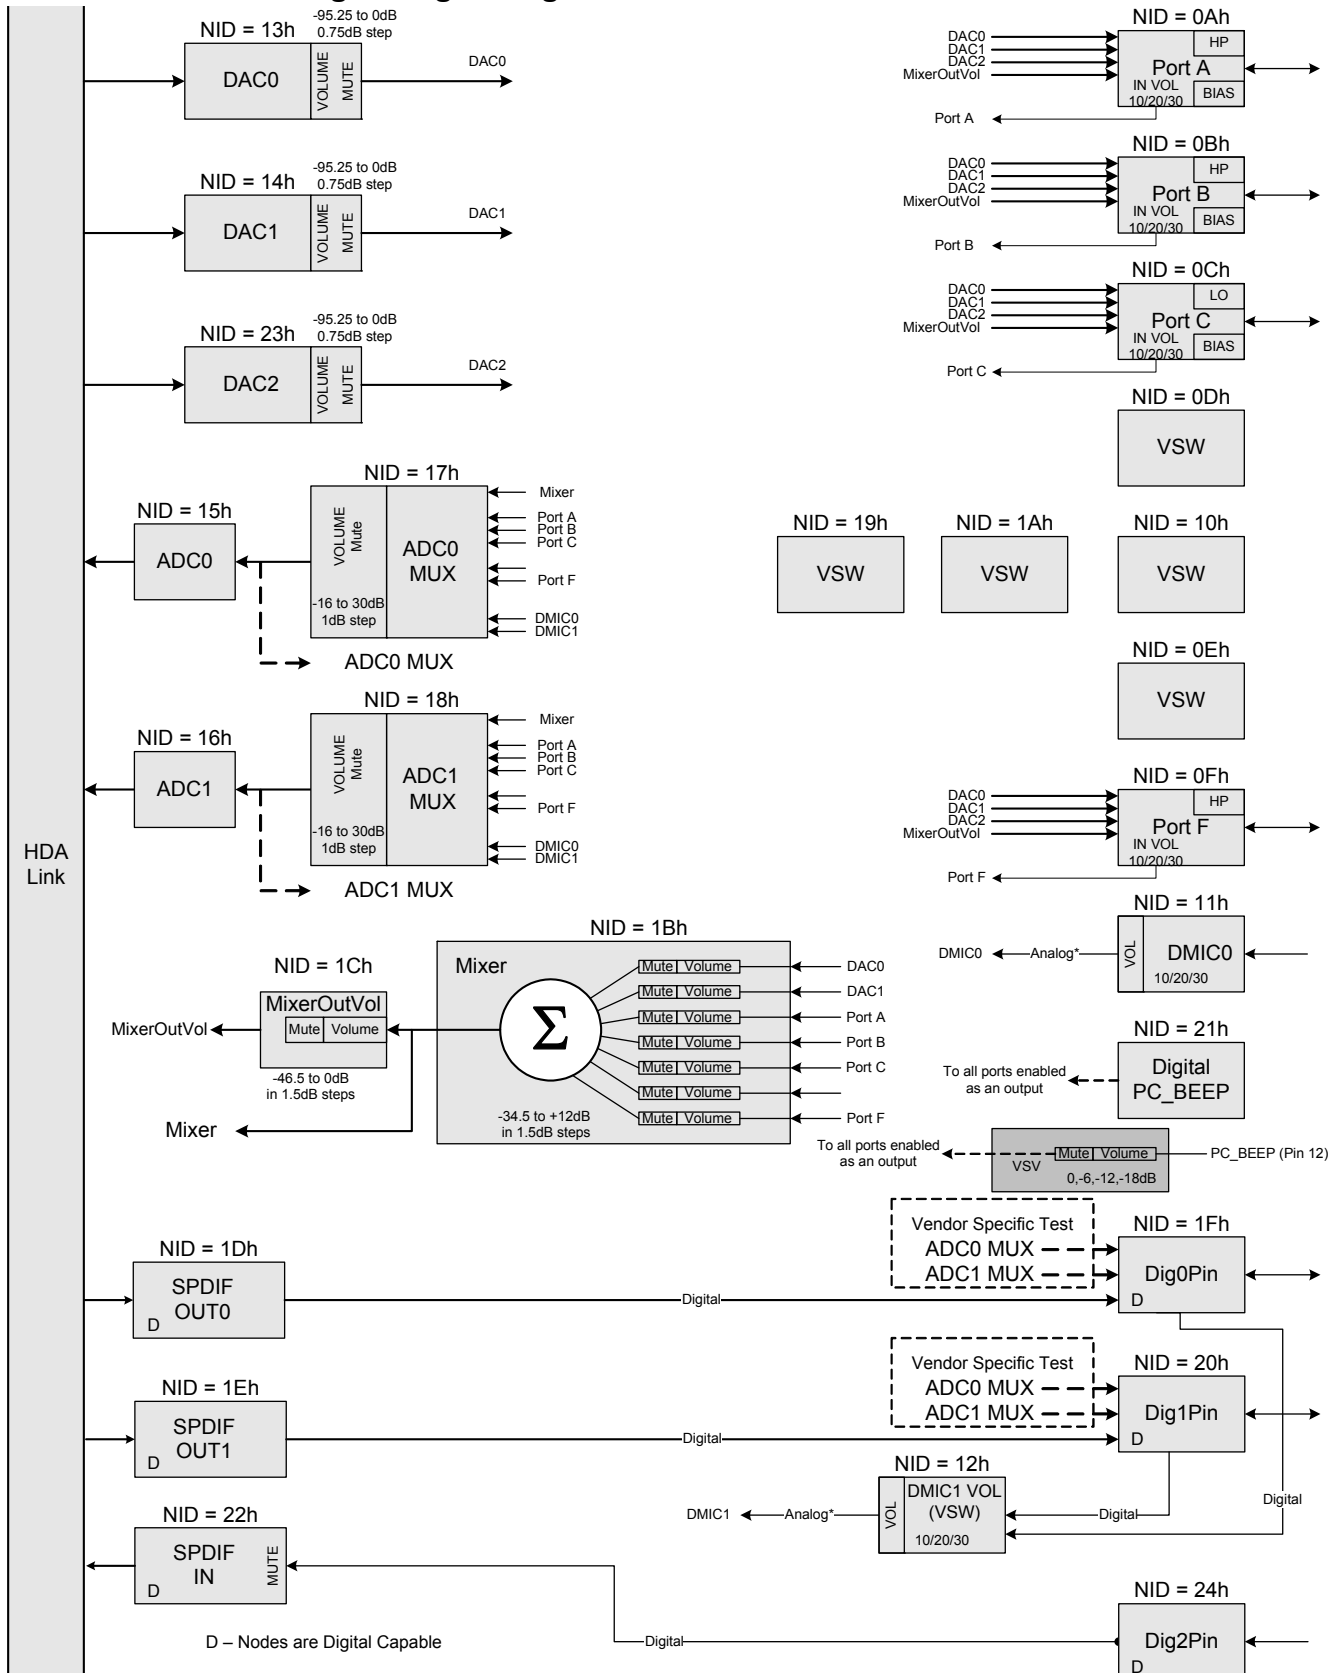 HDA
Link
NID = 13h
-95.25 to 0dB
0.75dB step
DAC0
VOLUME
MUTE
DAC0
NID = 14h
-95.25 to 0dB
0.75dB step
DAC1
VOLUME
MUTE
DAC1
NID = 23h
-95.25 to 0dB
0.75dB step
DAC2
VOLUME
MUTE
DAC2
NID = 0Ah
DAC0
DAC1
DAC2
MixerOutVol
HP
Port A
IN VOL
10/20/30
BIAS
Port A
NID = 0Bh
DAC0
DAC1
DAC2
MixerOutVol
HP
Port B
IN VOL
10/20/30
BIAS
Port B
NID = 0Ch
DAC0
DAC1
DAC2
MixerOutVol
LO
Port C
IN VOL
10/20/30
BIAS
Port C
NID = 0Dh
VSW
NID = 17h
NID = 15h
ADC0
VOLUME
Mute
-16 to 30dB
1dB step
ADC0
MUX
Mixer
Port A
Port B
Port C
Port F
DMIC0
DMIC1
ADC0 MUX
NID = 19h
VSW
NID = 1Ah
VSW
NID = 10h
VSW
NID = 0Eh
VSW
NID = 18h
NID = 16h
ADC1
VOLUME
Mute
-16 to 30dB
1dB step
ADC1
MUX
Mixer
Port A
Port B
Port C
Port F
DMIC0
DMIC1
ADC1 MUX
NID = 0Fh
DAC0
DAC1
DAC2
MixerOutVol
HP
Port F
IN VOL
10/20/30
Port F
NID = 11h
DMIC0
Analog*
VOL
DMIC0
10/20/30
NID = 1Bh
Mixer
Σ
Mute Volume
DAC0
Mute Volume
DAC1
Mute Volume
Port A
Mute Volume
Port B
Mute Volume
Port C
Mute Volume
Mute Volume
Port F
-34.5 to +12dB
in 1.5dB steps
NID = 1Ch
MixerOutVol
Mute Volume
MixerOutVol
-46.5 to 0dB
in 1.5dB steps
Mixer
NID = 21h
Digital
PC_BEEP
To all ports enabled
as an output
To all ports enabled
as an output
VSV
Mute Volume
0,-6,-12,-18dB
PC_BEEP (Pin 12)
NID = 1Dh
SPDIF
OUT0
D
Digital
Vendor Specific Test
ADC0 MUX
ADC1 MUX
NID = 1Fh
Dig0Pin
D
NID = 1Eh
SPDIF
OUT1
D
Digital
Vendor Specific Test
ADC0 MUX
ADC1 MUX
NID = 20h
Dig1Pin
D
NID = 12h
DMIC1
Analog*
VOL
DMIC1 VOL
(VSW)
10/20/30
Digital
Digital
NID = 22h
SPDIF
IN
D
MUTE
Digital
NID = 24h
Dig2Pin
D
D – Nodes are Digital Capable